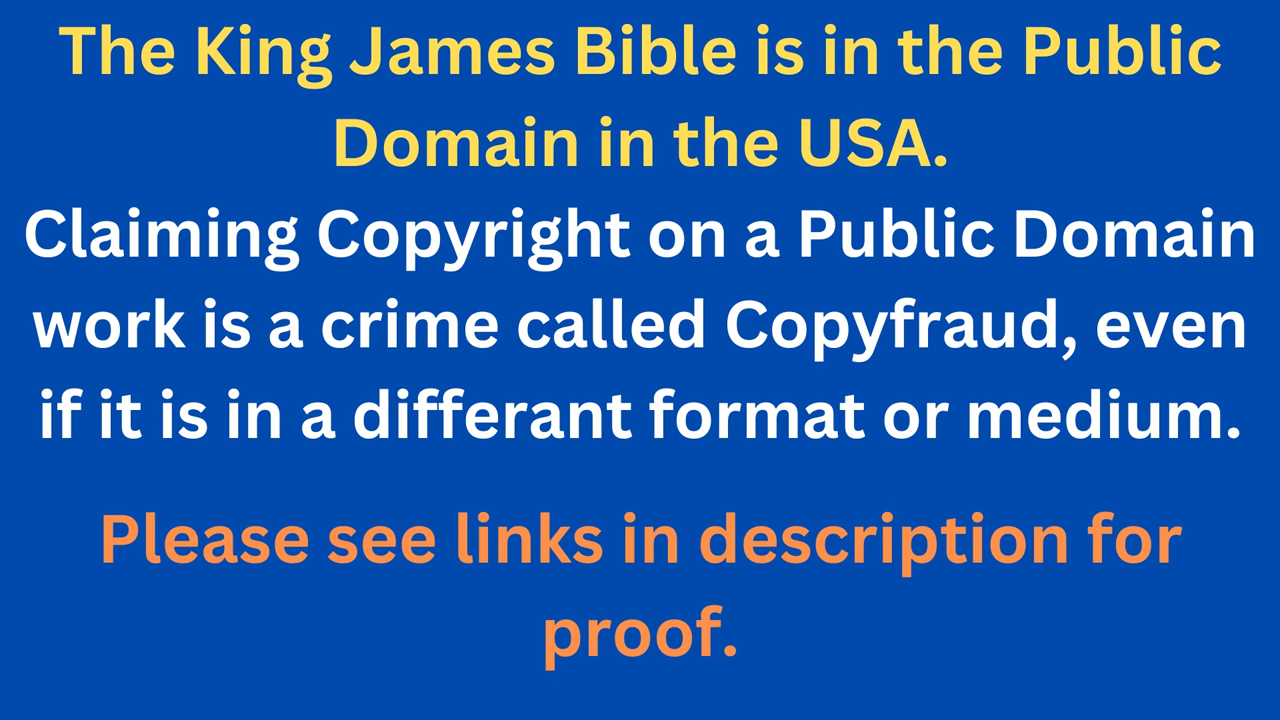 The King James Bible is in the Public
Domain in the USA.
Claiming Copyright on a Public Domain
work is a crime called Copyfraud, even
if it is in a differant format or medium.
Please see links in description for
proof.